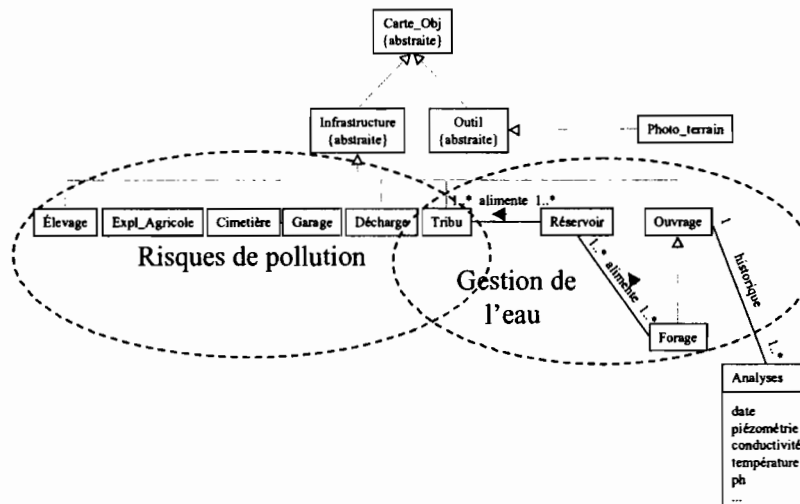 Carte_Obj
{abstraite}
Infrastructure
{abstraite}
Outil
{abstraite}
Photo_terrain
1..* alimente 1..*
Élevage
Expl_Agricole
Cimetière
Garage
Décharge
Tribu
Réservoir
Ouvrage
Risques de pollution
Gestion de
l'eau
1..* alimente 1..*
historique
1..*
Forage
Analyses
date
piézométrie
conductivité
température
ph
...